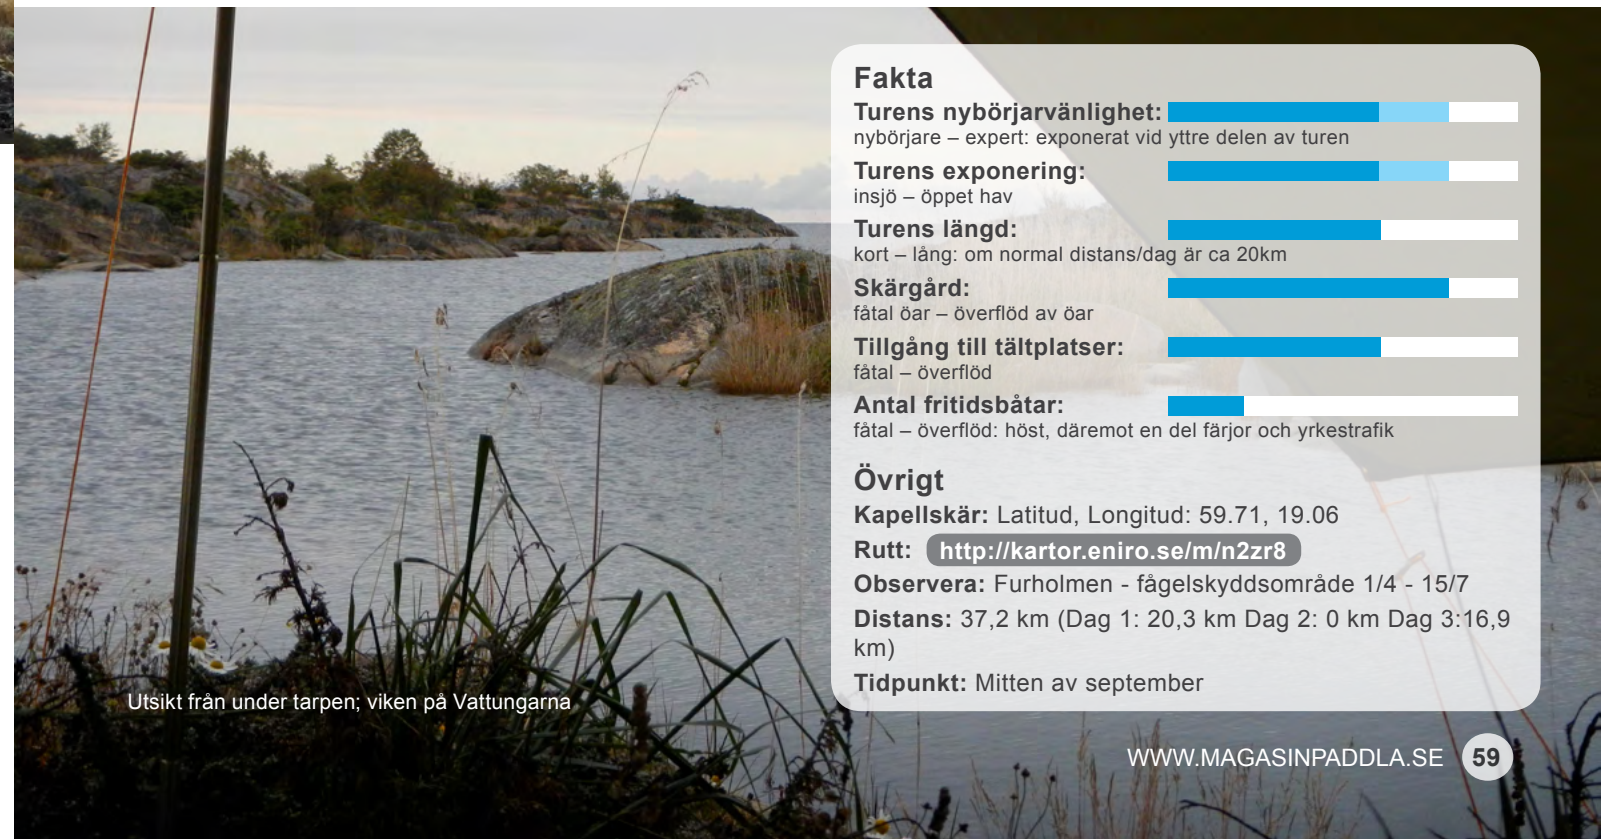 Fakta
Turens nybörjarvänlighet:
nybörjare – expert: exponerat vid yttre delen av turen
Turens exponering:
insjö – öppet hav
Turens längd:
kort – lång: om normal distans/dag är ca 20km
Skärgård:
fåtal öar – överflöd av öar
Tillgång till tältplatser:
fåtal – överflöd
Antal fritidsbåtar:
fåtal – överflöd: höst, däremot en del färjor och yrkestrafik
Övrigt
Kapellskär: Latitud, Longitud: 59.71, 19.06
Rutt: http://kartor.eniro.se/m/n2zr8
Observera: Furholmen - fågelskyddsområde 1/4 - 15/7
Distans: 37,2 km (Dag 1: 20,3 km Dag 2: 0 km Dag 3:16,9
km)
Tidpunkt: Mitten av september
Utsikt från under tarpen; viken på Vattungarna
WWW.MAGASINPADDLA.SE 59